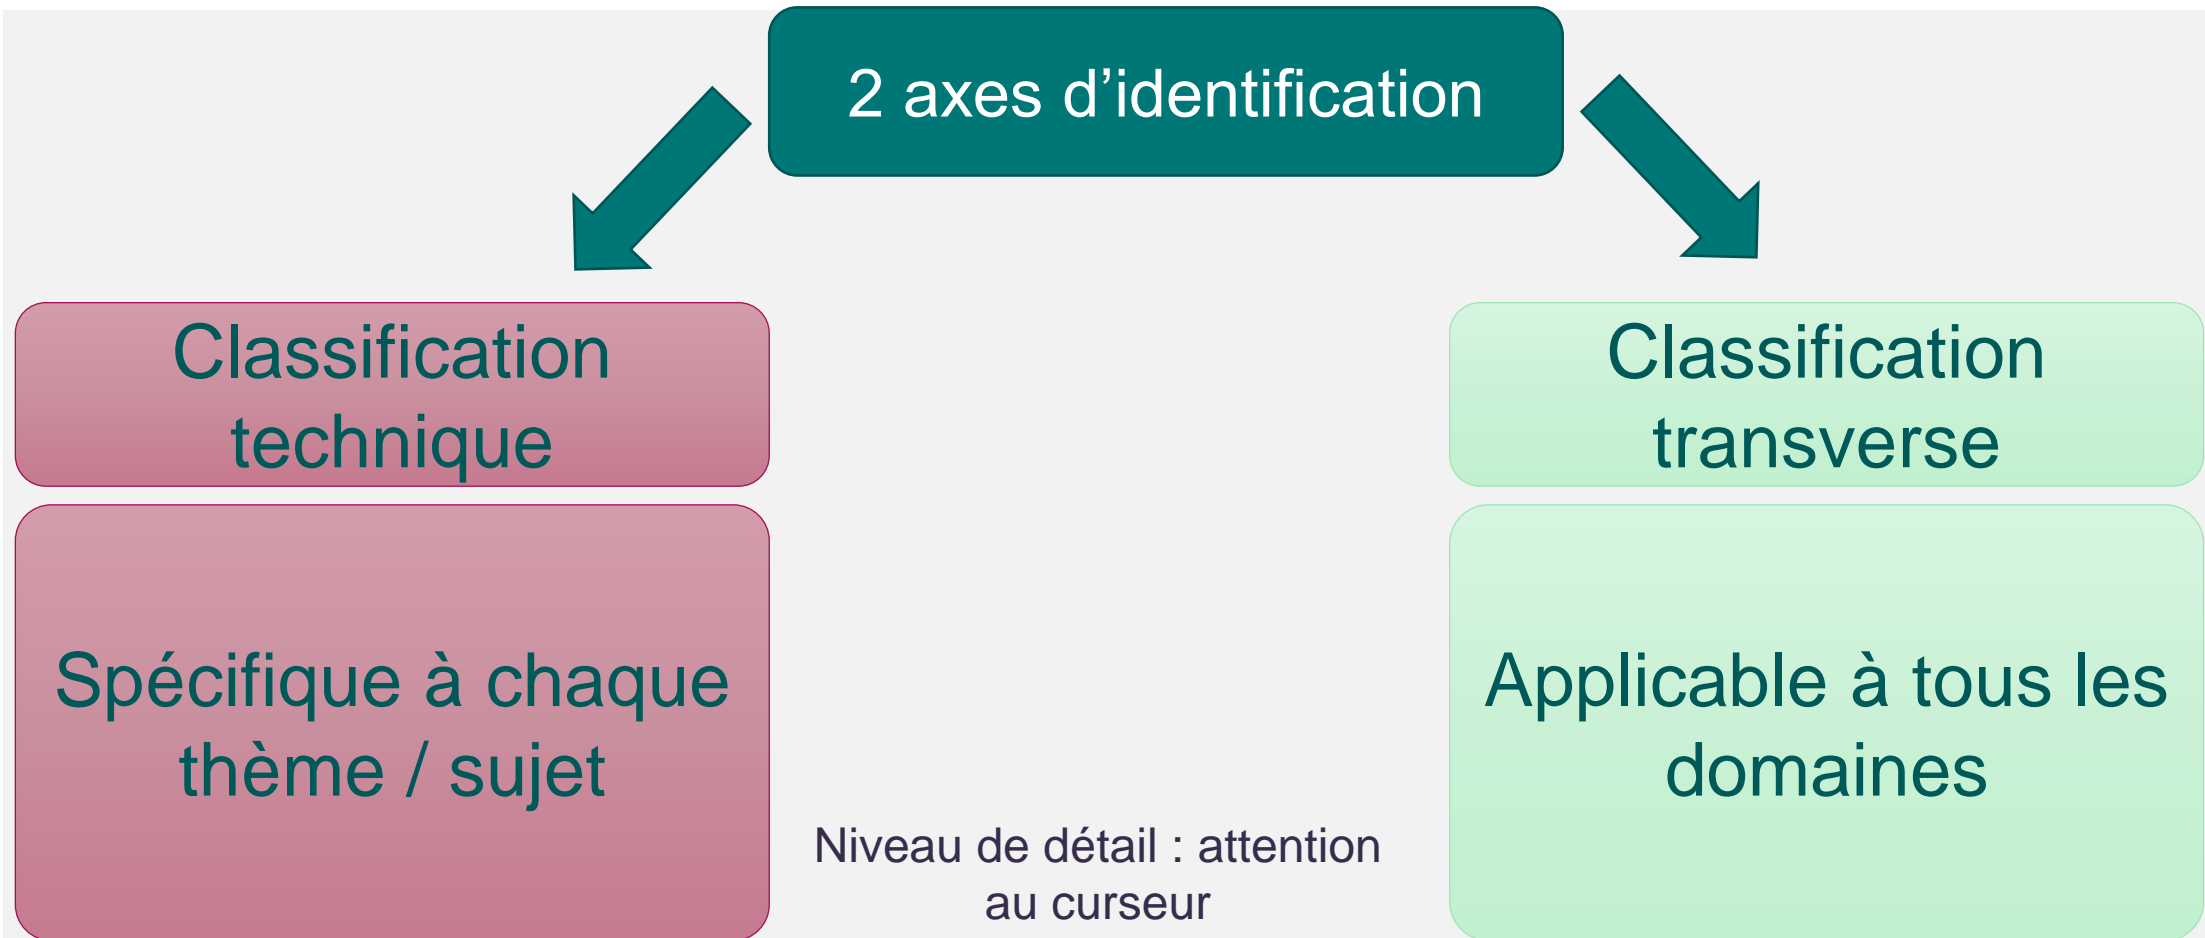 2 axes d’identification
Classification
technique
Classification
transverse
Spécifique à chaque
thème / sujet
Applicable à tous les
domaines
Niveau de détail : attention
au curseur